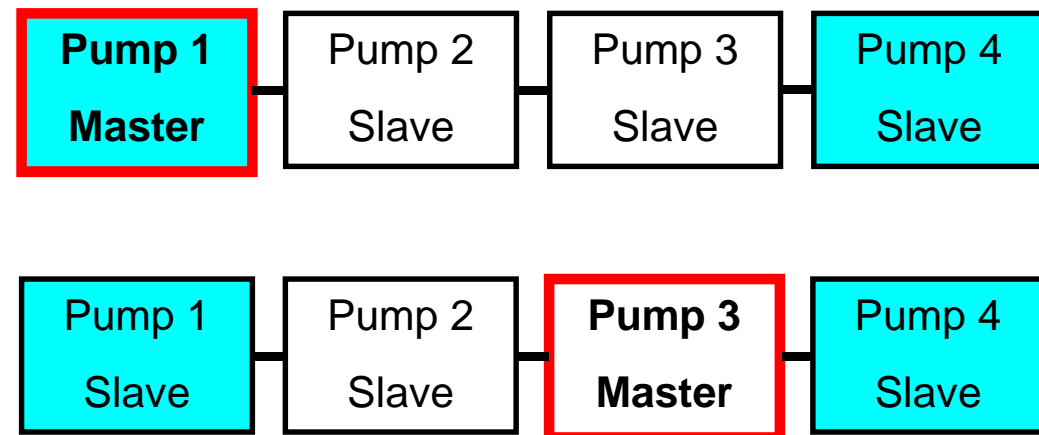 Pump 1
Master
Pump 2
Slave
Pump 3
Slave
Pump 4
Slave
Pump 1
Slave
Pump 2
Slave
Pump 3
Master
Pump 4
Slave